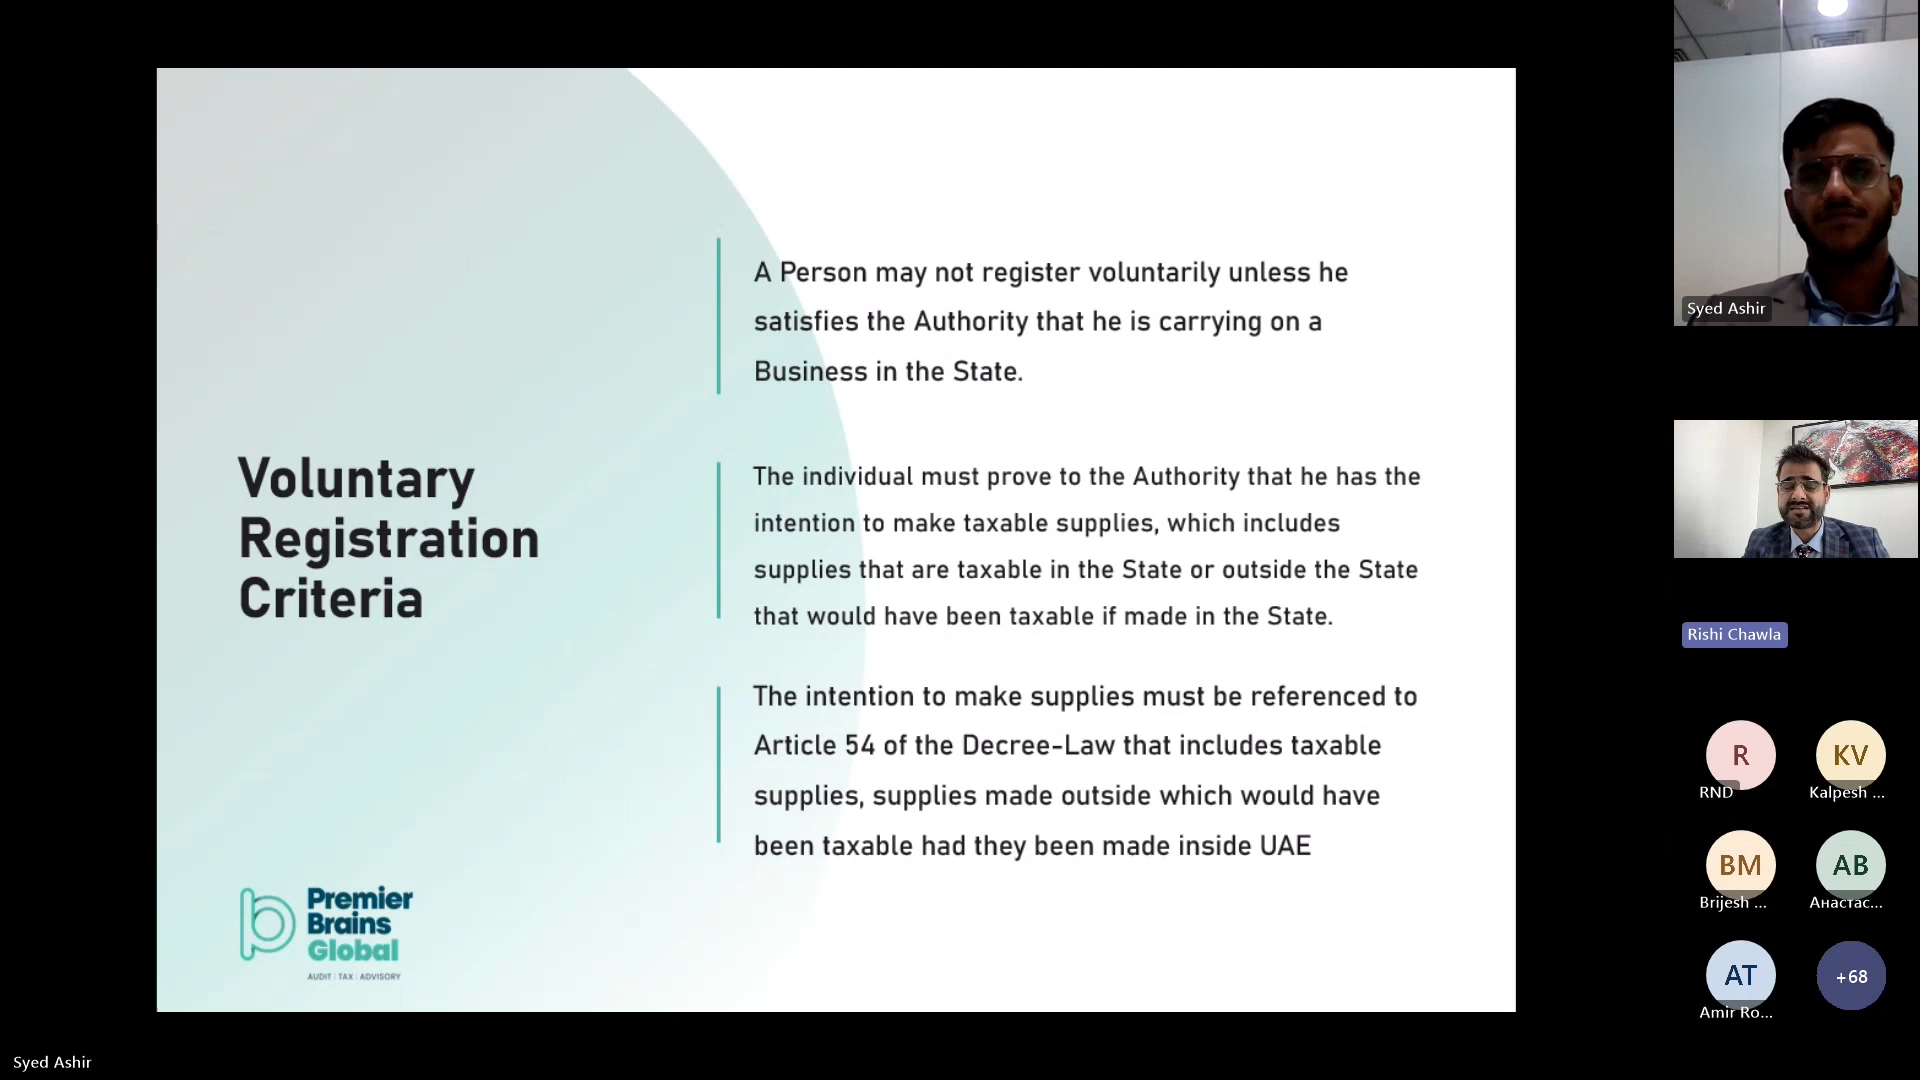 Voluntary
Registration
Criteria
A Person may not register voluntarily unless he
satisfies the Authority that he is carrying on a
Business in the State.
The individual must prove to the Authority that he has the
intention to make taxable supplies, which includes
supplies that are taxable in the State or outside the State
that would have been taxable if made in the State.
The intention to make supplies must be referenced to
Article 54 of the Decree-Law that includes taxable
supplies, supplies made outside which would have
been taxable had they been made inside UAE
Premier
Brains
Global
AUDIT | TAX | ADVISORY
Syed Ashir
Rishi Chawla
R
RND
KV
Kalpesh ...
BM
Brijesh ...
AB
Анастас...
AT
Amir Ro...
+68
Syed Ashir